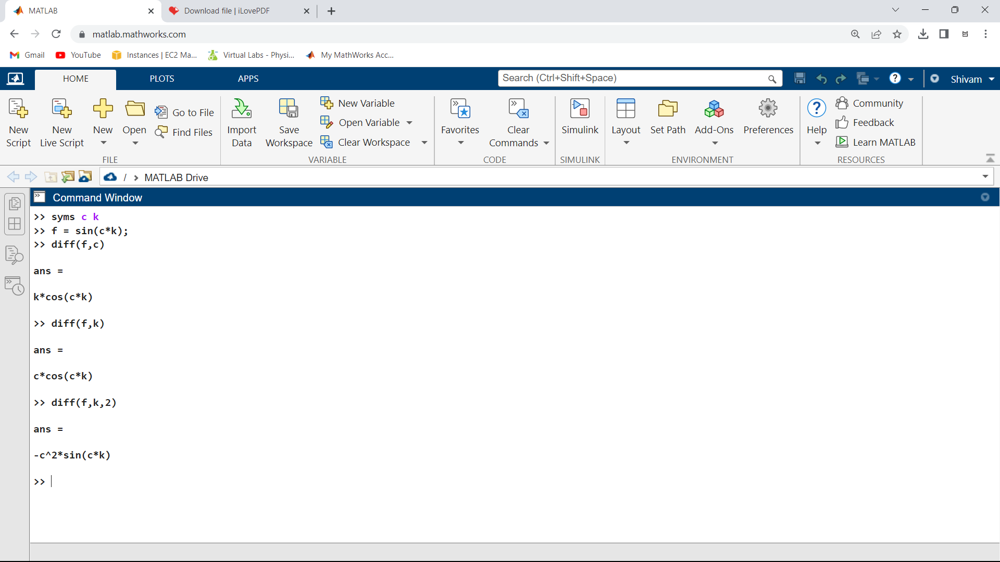 MATLAB
Download file | iLovePDF
matlab.mathworks.com
Gmail
YouTube
Instances | EC2 Ma...
Virtual Labs - Physi...
My MathWorks Acc...
HOME
PLOTS
APPS
Search (Ctrl+Shift+Space)
Shivam
New Script
New Live Script
New
Open
Go to File
Find Files
FILE
Import Data
Save Workspace
New Variable
Open Variable
Clear Workspace
VARIABLE
Favorites
Clear Commands
CODE
Simulink
SIMULINK
Layout
Set Path
Add-Ons
Preferences
ENVIRONMENT
Help
Community
Feedback
Learn MATLAB
RESOURCES
/ > MATLAB Drive
Command Window
>> syms c k
>> f = sin(c*k);
>> diff(f,c)
ans =
k*cos(c*k)
>> diff(f,k)
ans =
c*cos(c*k)
>> diff(f,k,2)
ans =
-c^2*sin(c*k)
>>